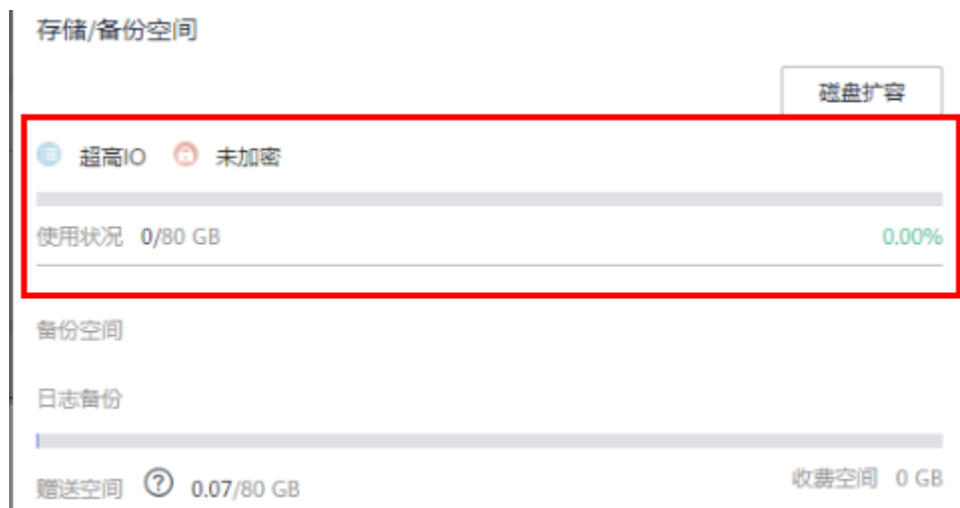 存储/备份空间
磁盘扩容
超高IO 未加密
使用状况 0/80 GB 0.00%
备份空间
日志备份
赠送空间 ? 0.07/80 GB 收费空间 0 GB